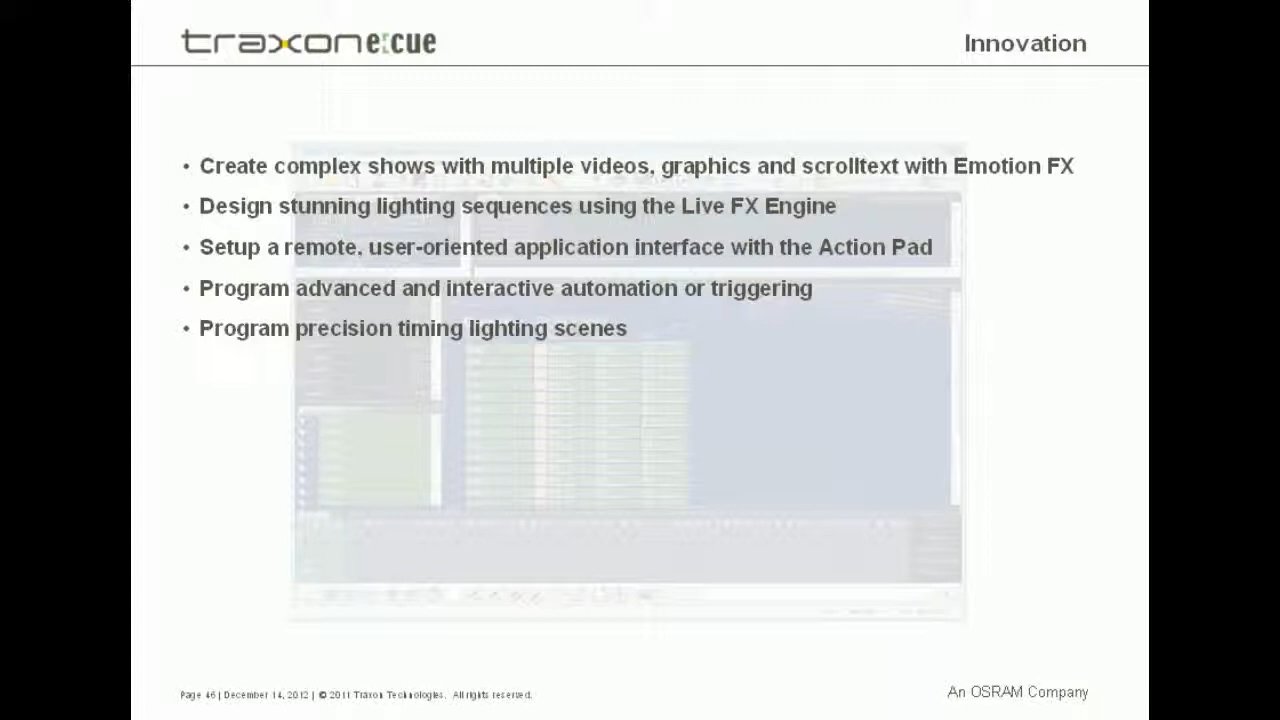 traxon e:cue
Innovation
• Create complex shows with multiple videos, graphics and scrolltext with Emotion FX
• Design stunning lighting sequences using the Live FX Engine
• Setup a remote, user-oriented application interface with the Action Pad
• Program advanced and interactive automation or triggering
• Program precision timing lighting scenes
Page 46 | December 14, 2012 | © 2011 Traxon Technologies. All rights reserved.
An OSRAM Company